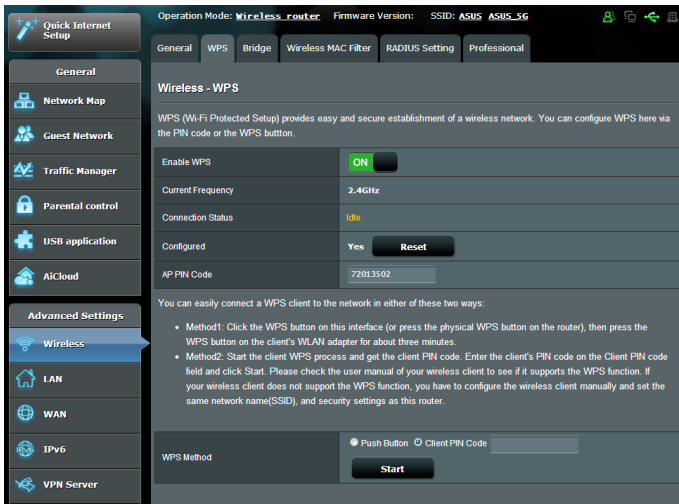 Quick Internet
Setup
General
Network Map
Guest Network
Traffic Manager
Parental control
USB application
AiCloud
Advanced Settings
Wireless
LAN
WAN
IPv6
IPv6
VPN Server
Operation Mode: Wireless router Firmware Version: SSID: ASUS ASUS_5G
General WPS Bridge Wireless MAC Filter RADIUS Setting Professional
Wireless - WPS
WPS (Wi-Fi Protected Setup) provides easy and secure establishment of a wireless network. You can configure WPS here via
the PIN code or the WPS buttton.
Enable WPS ON
Current Frequency 2.4GHz
Connection Status Idle
Configured Yes Reset
AP PIN Code 72013502
You can easily connect a WPS client to the network in either of these two ways:
• Method1: Click the WPS button on this interface (or press the physical WPS button on the router), then press the
WPS button on the client's WLAN adapter for about three minutes.
• Method2: Start the client WPS process and get the client PIN code. Enter the client's PIN code on the Client PIN code
field and click Start. Please check the user manual of your wireless client to see if it supports the WPS function. If
your wireless client does not support the WPS function, you have to configure the wireless client manually and set the
same network name(SSID), and security settings as this router.
WPS Method Push Button Client PIN Code
Start